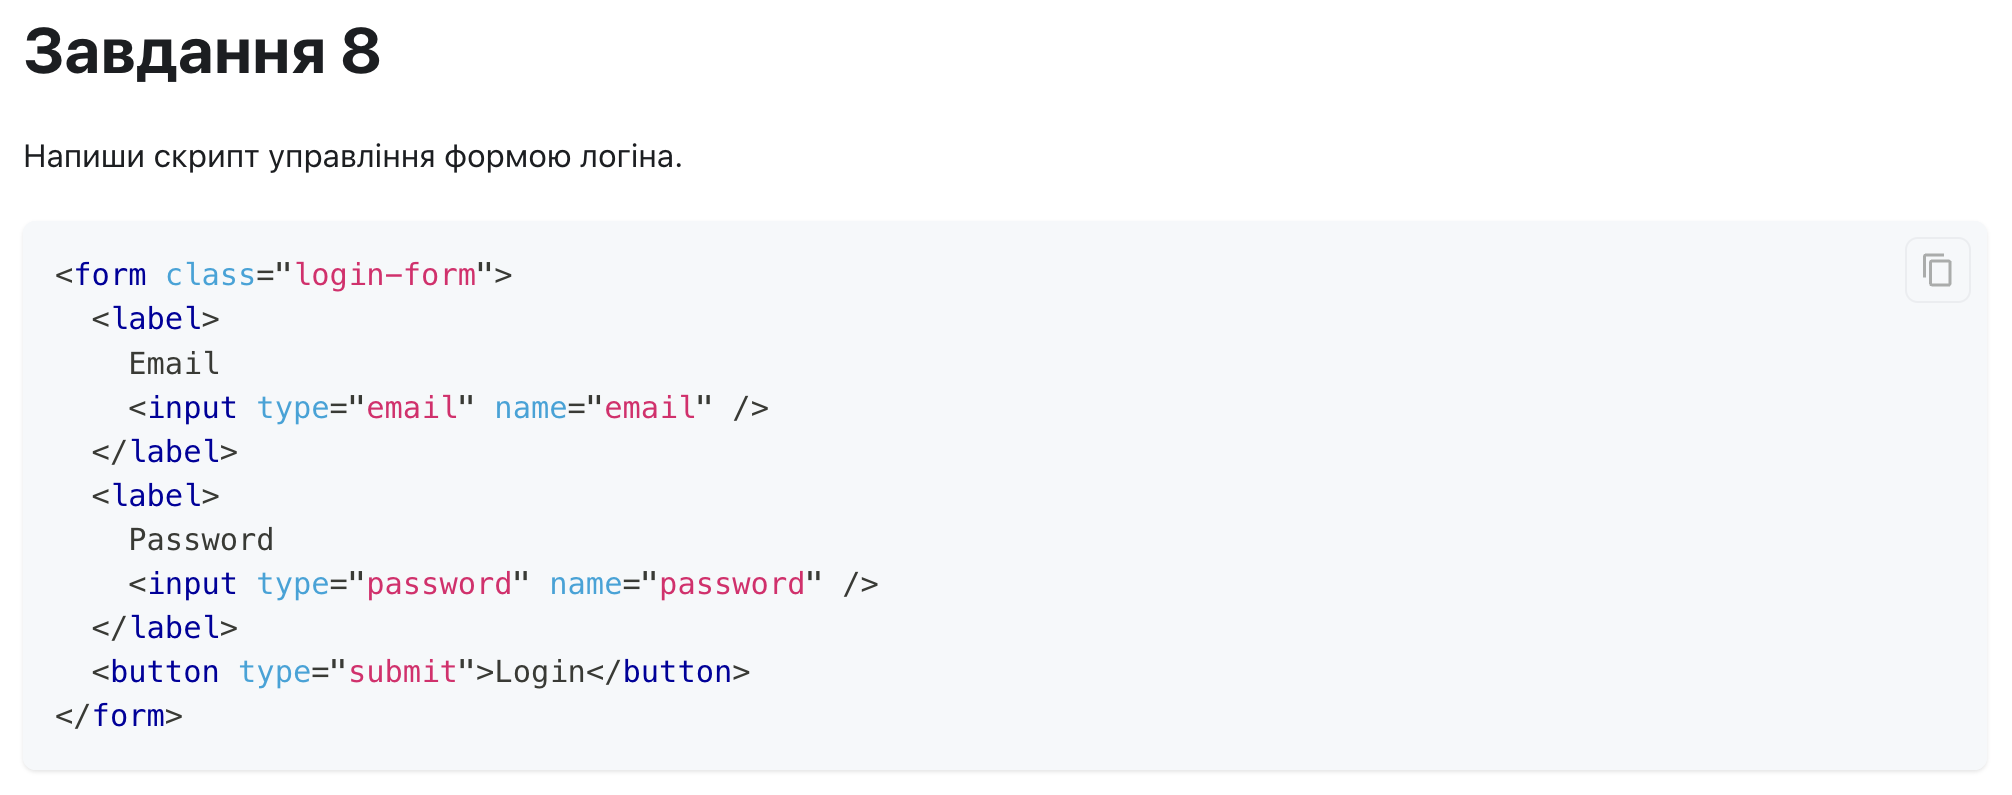 Завдання 8
Напиши скрипт управління формою логіна.
<form class="login-form">
  <label>
    Email
    <input type="email" name="email" />
  </label>
  <label>
    Password
    <input type="password" name="password" />
  </label>
  <button type="submit">Login</button>
</form>